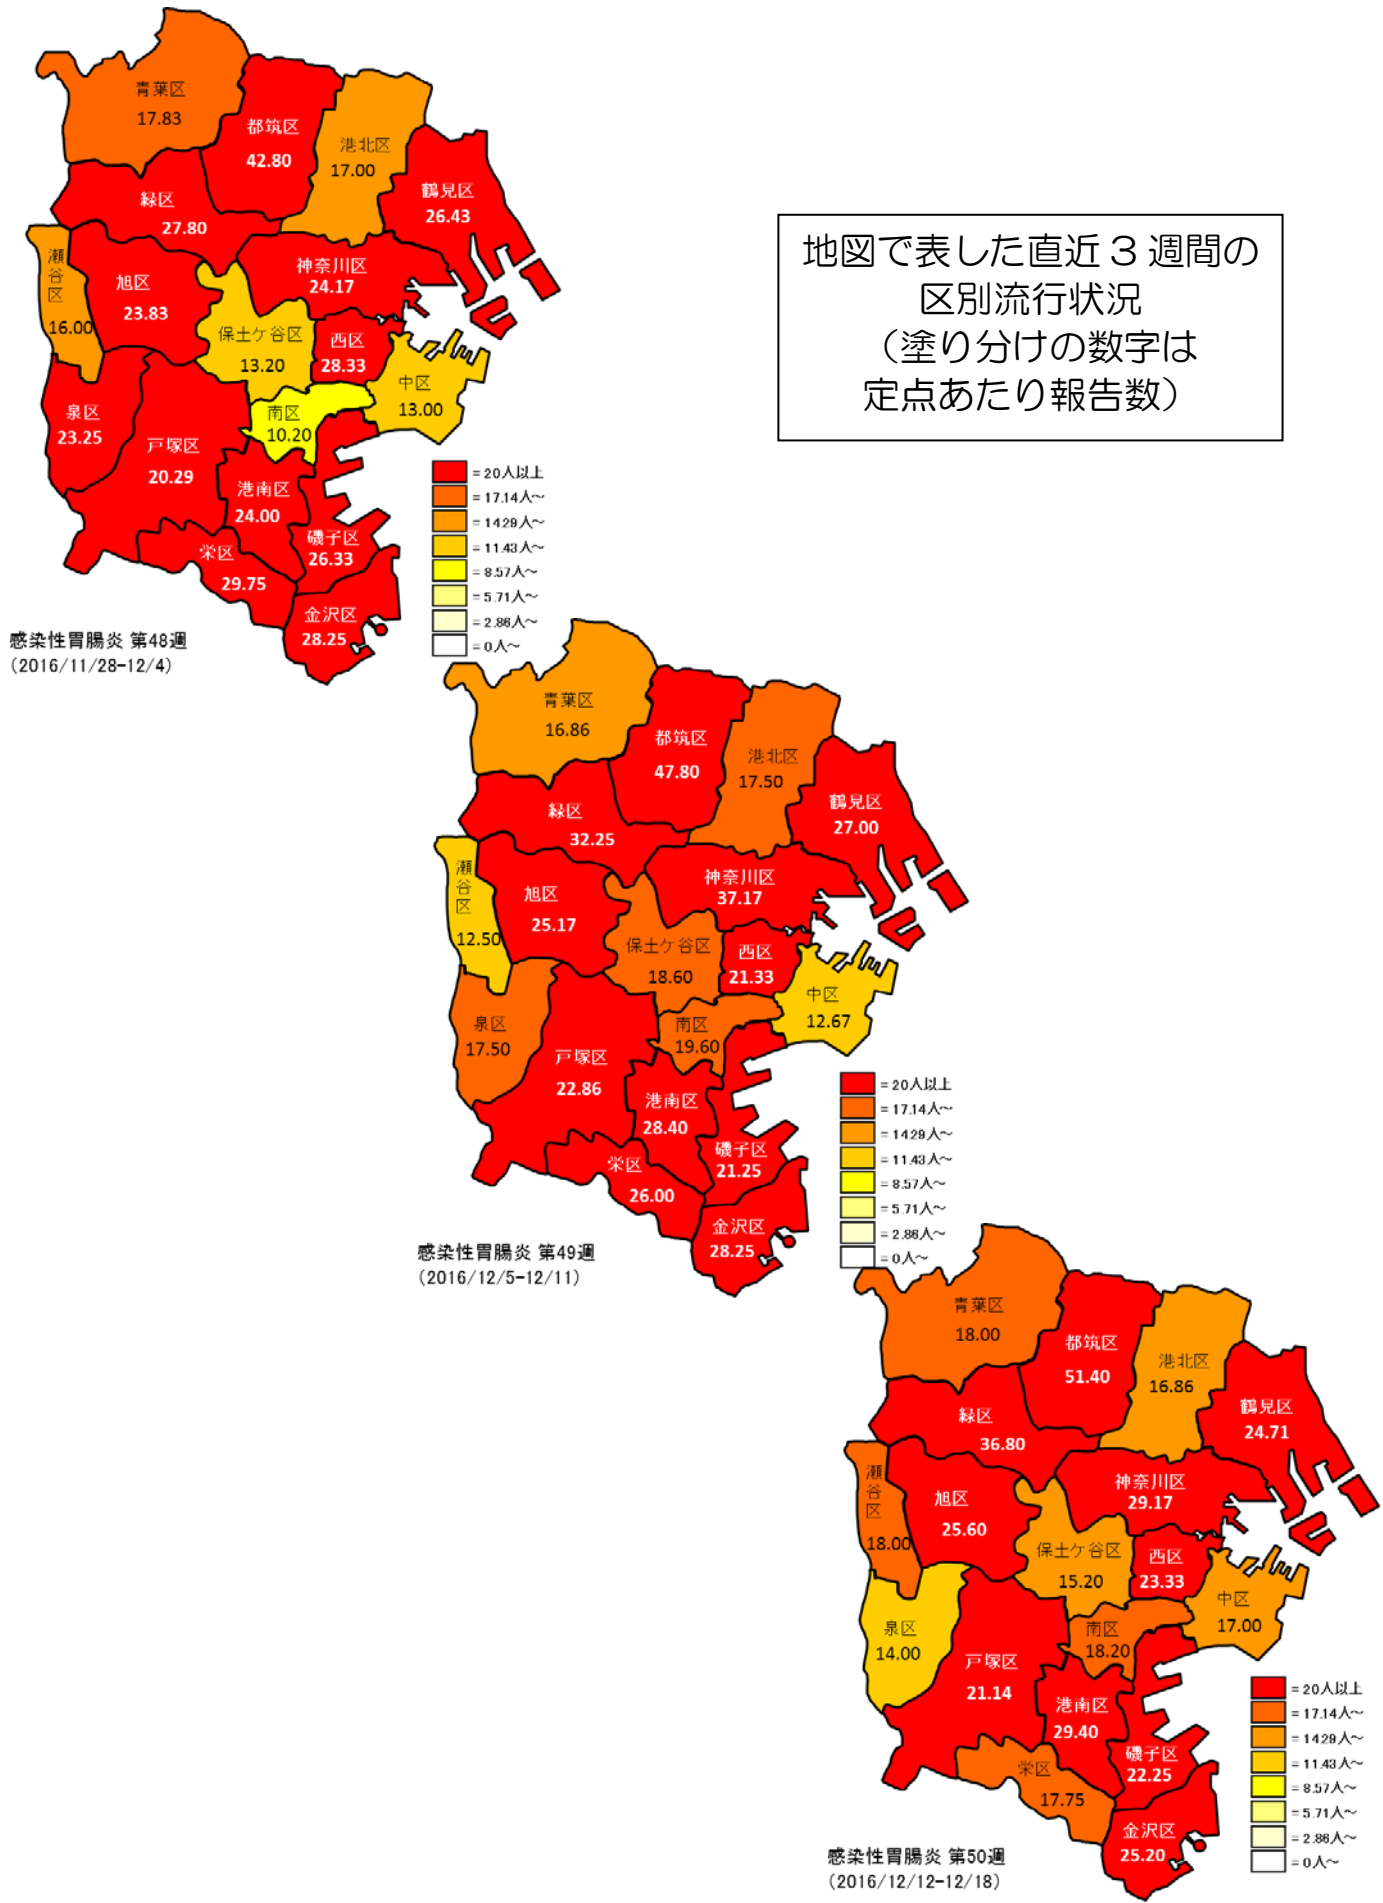 青葉区
17.83
都筑区
42.80
港北区
17.00
鶴見区
26.43
緑区
27.80
瀬谷区
16.00
旭区
23.83
神奈川区
24.17
保土ケ谷区
13.20
西区
28.33
中区
13.00
南区
10.20
泉区
23.25
戸塚区
20.29
港南区
24.00
磯子区
26.33
栄区
29.75
金沢区
28.25
= 20人以上
= 17.14人～
= 14.29人～
= 11.43人～
= 8.57人～
= 5.71人～
= 2.86人～
= 0人～
感染性胃腸炎 第48週
(2016/11/28-12/4)
地図で表した直近3週間の
区別流行状況
（塗り分けの数字は
定点あたり報告数）
青葉区
16.86
都筑区
47.80
港北区
17.50
鶴見区
27.00
緑区
32.25
瀬谷区
12.50
旭区
25.17
神奈川区
37.17
保土ケ谷区
18.60
西区
21.33
中区
12.67
南区
19.60
泉区
17.50
戸塚区
22.86
港南区
28.40
磯子区
21.25
栄区
26.00
金沢区
28.25
= 20人以上
= 17.14人～
= 14.29人～
= 11.43人～
= 8.57人～
= 5.71人～
= 2.86人～
= 0人～
感染性胃腸炎 第49週
(2016/12/5-12/11)
青葉区
18.00
都筑区
51.40
港北区
16.86
鶴見区
24.71
緑区
36.80
瀬谷区
18.00
旭区
25.60
神奈川区
29.17
保土ケ谷区
15.20
西区
23.33
中区
17.00
南区
18.20
泉区
14.00
戸塚区
21.14
港南区
29.40
磯子区
22.25
栄区
17.75
金沢区
25.20
= 20人以上
= 17.14人～
= 14.29人～
= 11.43人～
= 8.57人～
= 5.71人～
= 2.86人～
= 0人～
感染性胃腸炎 第50週
(2016/12/12-12/18)